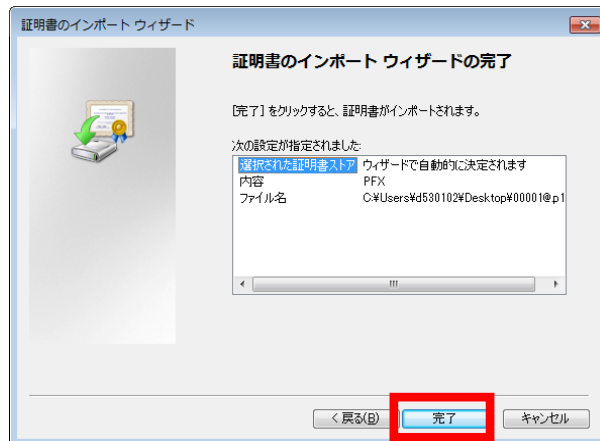 証明書のインポート ウィザード
証明書のインポート ウィザードの完了
[完了] をクリックすると、証明書がインポートされます。
次の設定が指定されました:
選択された証明書ストア ウィザードで自動的に決定されます
内容 PFX
ファイル名 C:¥Users¥d530102¥Desktop¥00001@p1
< 戻る(B) 完了 キャンセル